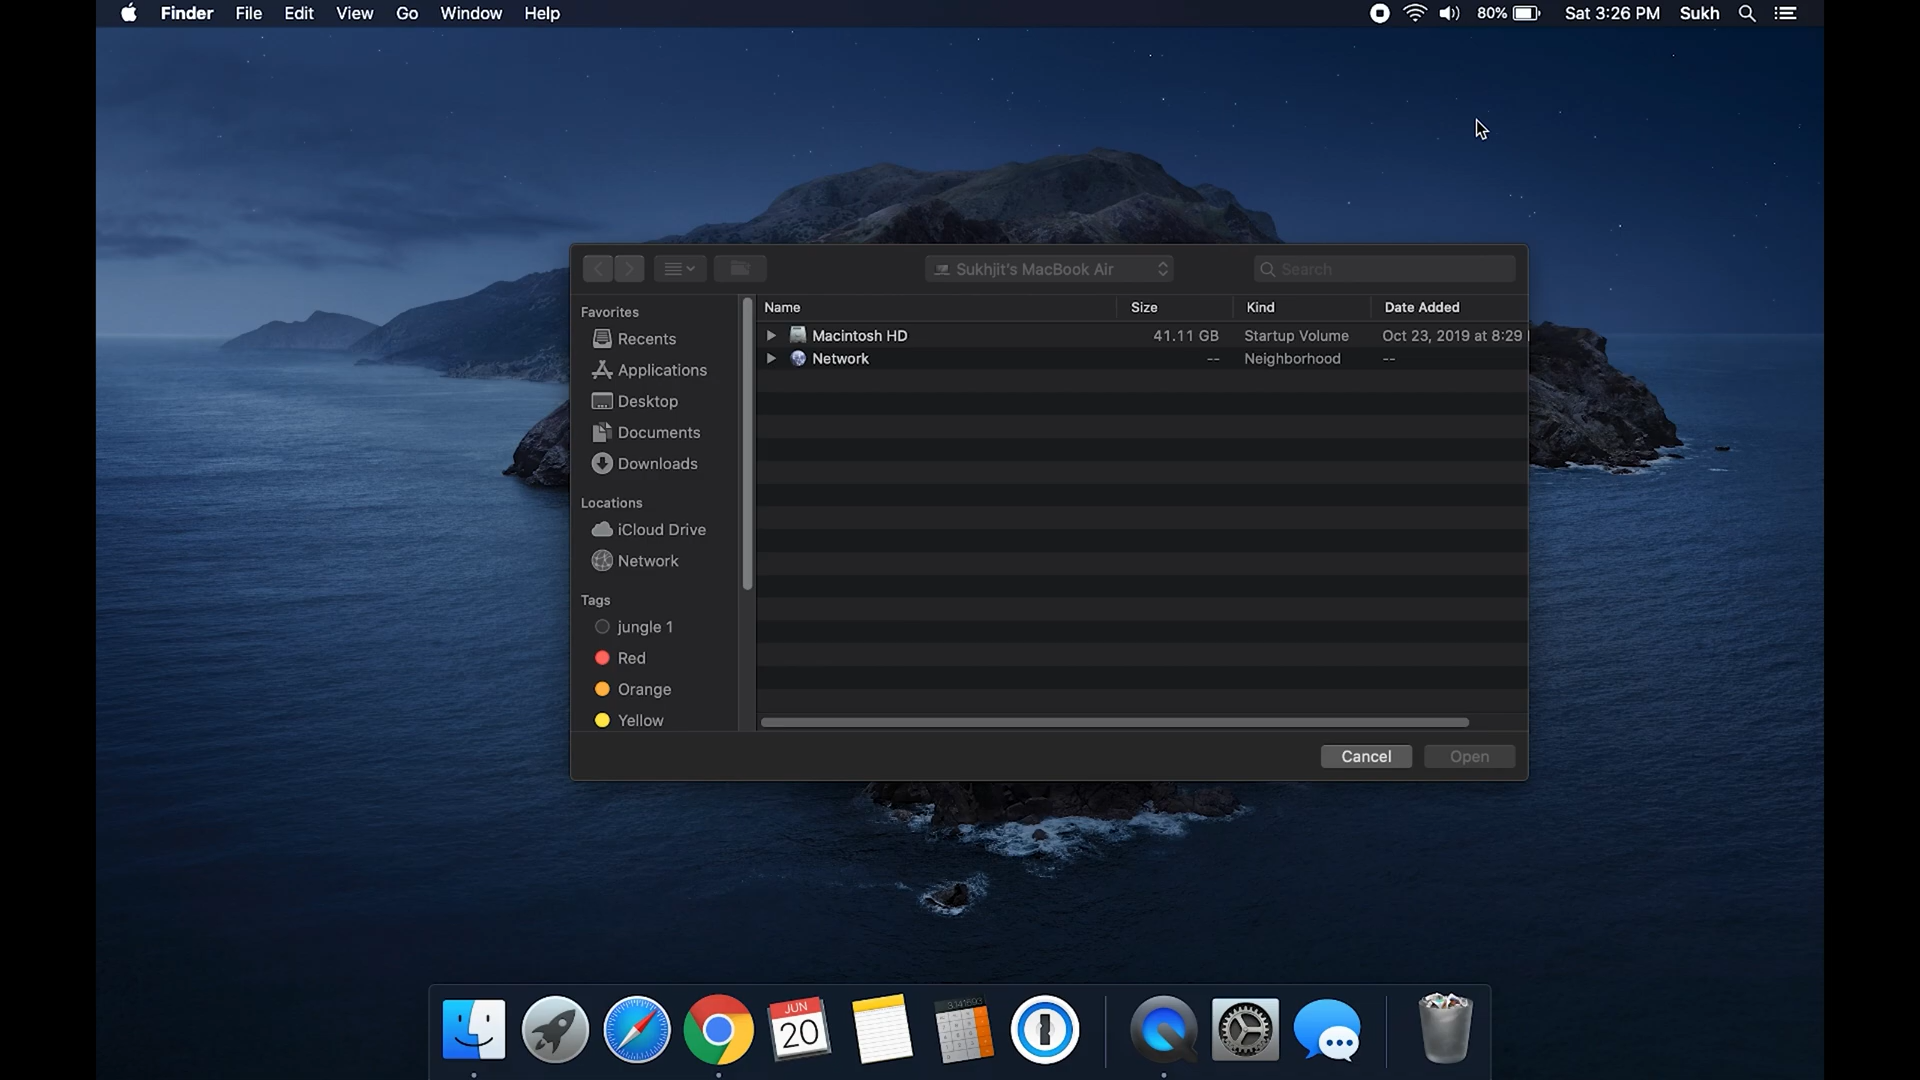 Finder File Edit View Go Window Help 80% Sat 3:26 PM Sukh
Sukhjit's MacBook Air Search
Favorites
Recents
Applications
Desktop
Documents
Downloads
Locations
iCloud Drive
Network
Tags
jungle 1
Red
Orange
Yellow
Name Size Kind Date Added
Macintosh HD 41.11 GB Startup Volume Oct 23, 2019 at 8:29
Network -- Neighborhood --
Cancel Open
JUN
20